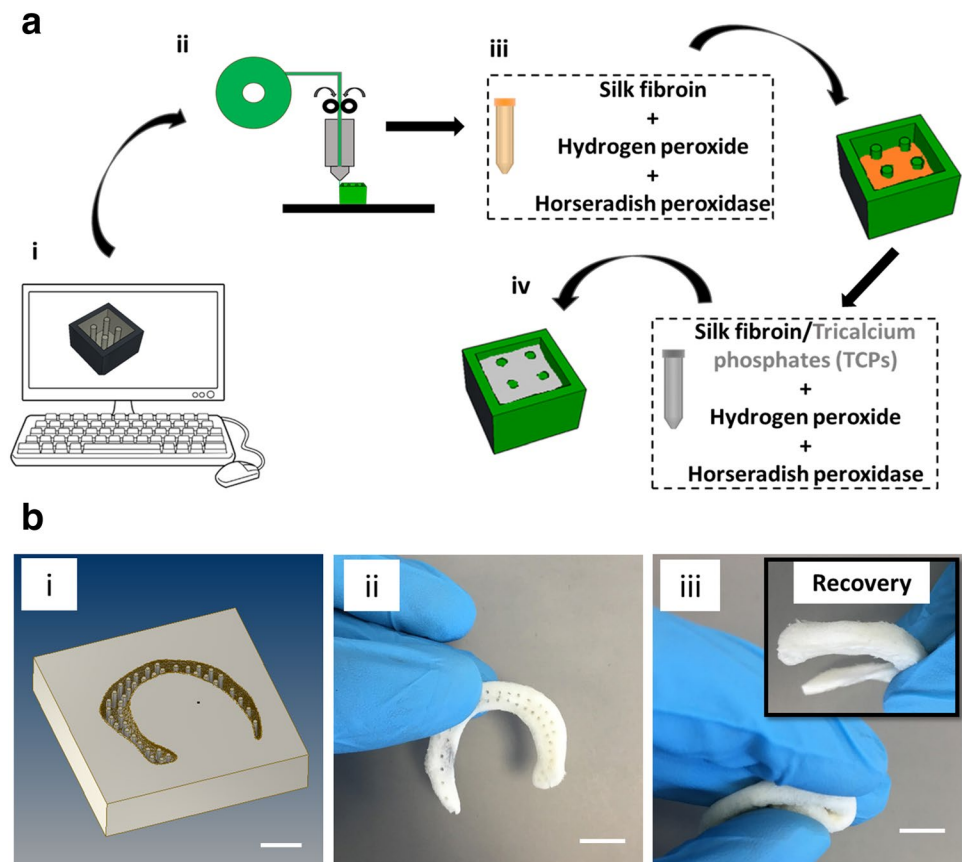 a
i
ii
iii
Silk fibroin
+
Hydrogen peroxide
+
Horseradish peroxidase
Silk fibroin/Tricalcium
phosphates (TCPs)
+
Hydrogen peroxide
+
Horseradish peroxidase
iv
b
i
ii
iii
Recovery